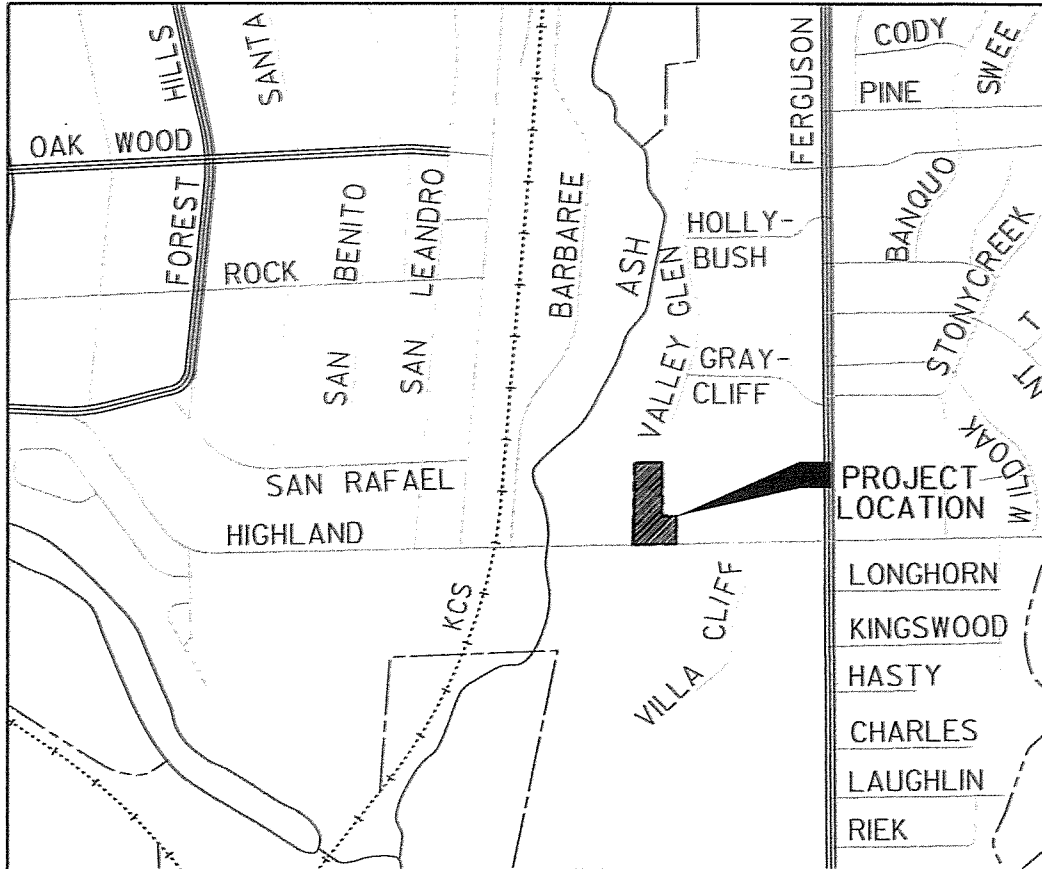 HILLS
SANTA
FERGUSON
CODY
SWEE
PINE
OAK WOOD
FOREST
ROCK
SAN BENITO
SAN LEANDRO
BARBAREE
ASH
VALLEY GLEN
HOLLY-
BUSH
BANQUO
STONYCREEK
T
NT
GRAY-
CLIFF
WILDOAK
SAN RAFAEL
HIGHLAND
PROJECT
LOCATION
KCS
VILLA CLIFF
LONGHORN
KINGSWOOD
HASTY
CHARLES
LAUGHLIN
RIEK